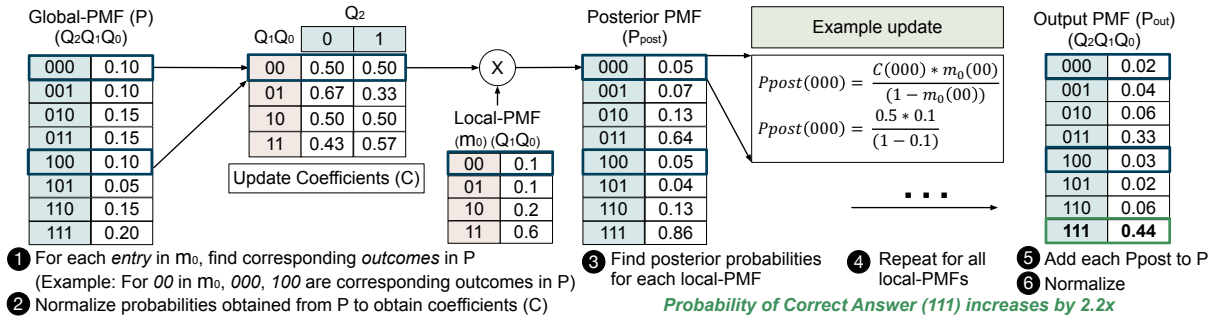 Global-PMF (P)
(Q₂Q₁Q₀)
000 0.10
001 0.10
010 0.15
011 0.15
100 0.10
101 0.05
110 0.15
111 0.20
Q₂
Q₁Q₀ 0 1
00 0.50 0.50
01 0.67 0.33
10 0.50 0.50
11 0.43 0.57
Update Coefficients (C)
X
Local-PMF
(m₀) (Q₁Q₀)
00 0.1
01 0.1
10 0.2
11 0.6
Posterior PMF
(Ppost)
000 0.05
001 0.07
010 0.13
011 0.64
100 0.05
101 0.04
110 0.13
111 0.86
Example update
Ppost(000) = C(000) * m₀(00) / (1 − m₀(00))
Ppost(000) = 0.5 * 0.1 / (1 − 0.1)
...
Output PMF (Pout)
(Q₂Q₁Q₀)
000 0.02
001 0.04
010 0.06
011 0.33
100 0.03
101 0.02
110 0.06
111 0.44
1 For each entry in m₀, find corresponding outcomes in P
(Example: For 00 in m₀, 000, 100 are corresponding outcomes in P)
2 Normalize probabilities obtained from P to obtain coefficients (C)
3 Find posterior probabilities
for each local-PMF
4 Repeat for all
local-PMFs
5 Add each Ppost to P
6 Normalize
Probability of Correct Answer (111) increases by 2.2x